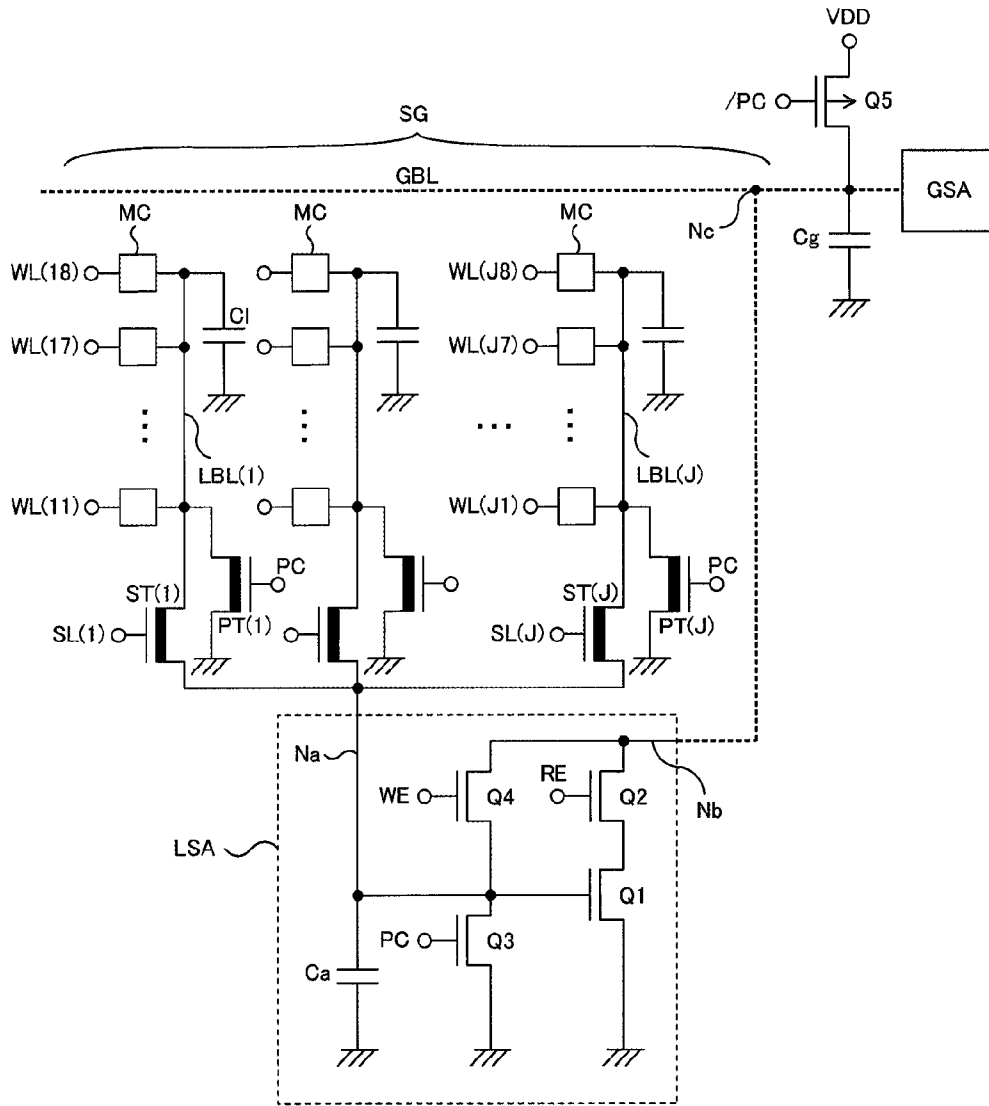 VDD
/PC
Q5
SG
GBL
GSA
Nc
Cg
MC
MC
MC
WL(18)
WL(J8)
Cl
WL(17)
WL(J7)
LBL(1)
LBL(J)
WL(11)
WL(J1)
ST(1)
PC
ST(J)
PC
SL(1)
PT(1)
SL(J)
PT(J)
Na
WE
Q4
RE
Q2
Nb
LSA
Q1
PC
Q3
Ca